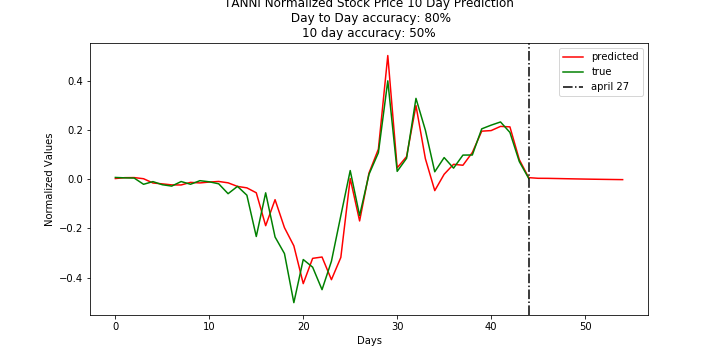 TANNI Normalized Stock Price 10 Day Prediction
Day to Day accuracy: 80%
10 day accuracy: 50%
predicted
true
april 27
Normalized Values
0.4
0.2
0.0
−0.2
−0.4
0 10 20 30 40 50
Days